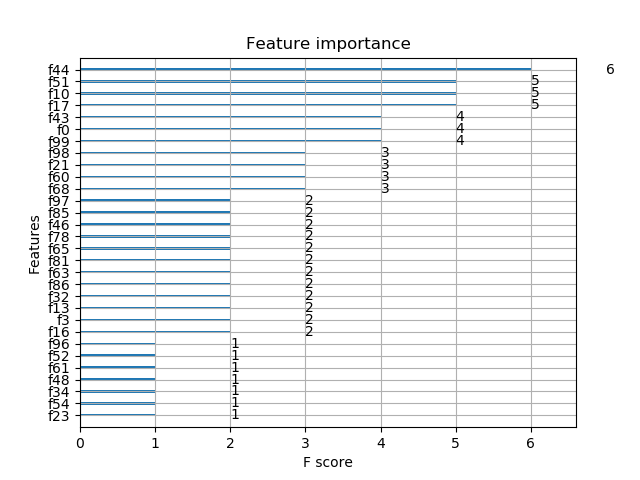 Feature importance
f44 6
f51 5
f10 5
f17 5
f43 4
f0 4
f99 4
f98 3
f21 3
f60 3
f68 3
f97 2
f85 2
f46 2
f78 2
f65 2
f81 2
f63 2
f86 2
f32 2
f13 2
f3 2
f16 2
f96 1
f52 1
f61 1
f48 1
f34 1
f54 1
f23 1
Features
0 1 2 3 4 5 6
F score